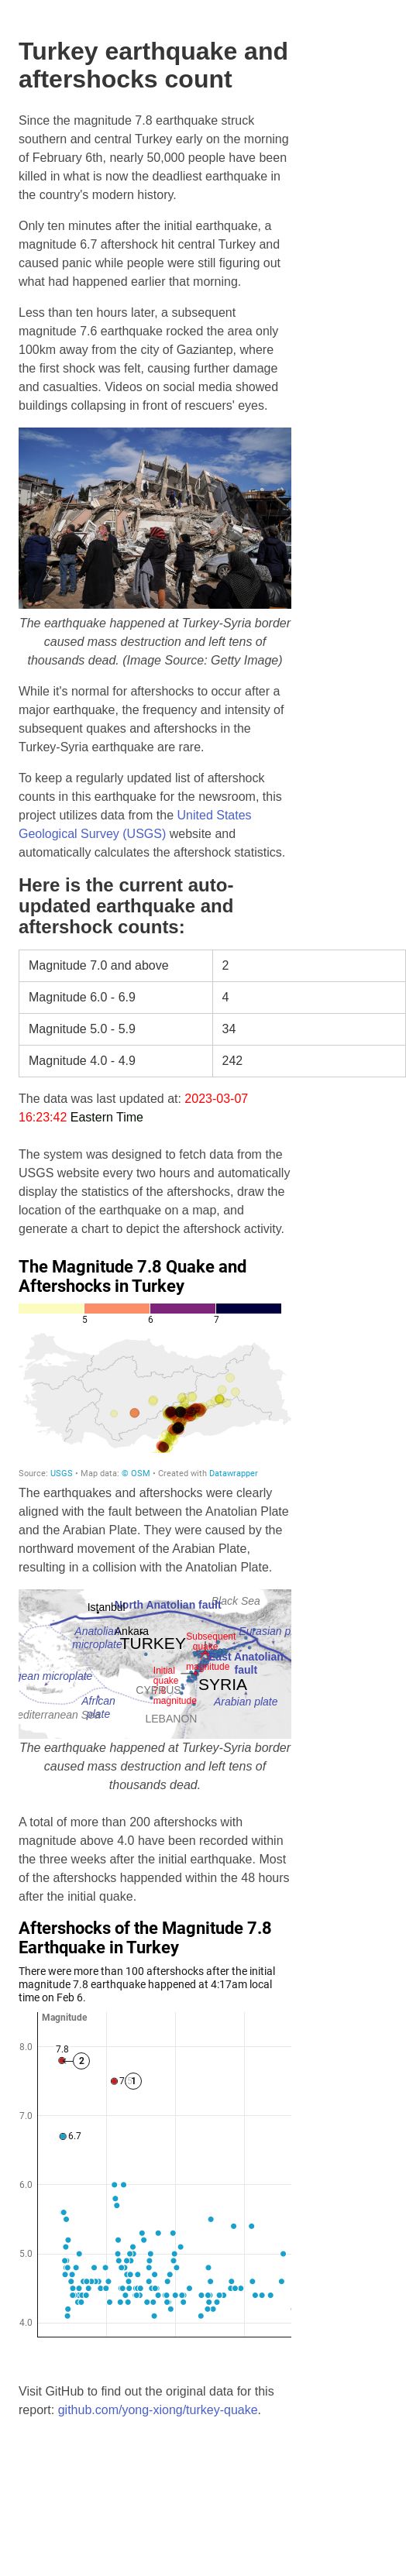 Turkey earthquake and
aftershocks count
Since the magnitude 7.8 earthquake struck
southern and central Turkey early on the morning
of February 6th, nearly 50,000 people have been
killed in what is now the deadliest earthquake in
the country's modern history.
Only ten minutes after the initial earthquake, a
magnitude 6.7 aftershock hit central Turkey and
caused panic while people were still figuring out
what had happened earlier that morning.
Less than ten hours later, a subsequent
magnitude 7.6 earthquake rocked the area only
100km away from the city of Gaziantep, where
the first shock was felt, causing further damage
and casualties. Videos on social media showed
buildings collapsing in front of rescuers' eyes.
The earthquake happened at Turkey-Syria border
caused mass destruction and left tens of
thousands dead. (Image Source: Getty Image)
While it's normal for aftershocks to occur after a
major earthquake, the frequency and intensity of
subsequent quakes and aftershocks in the
Turkey-Syria earthquake are rare.
To keep a regularly updated list of aftershock
counts in this earthquake for the newsroom, this
project utilizes data from the United States
Geological Survey (USGS) website and
automatically calculates the aftershock statistics.
Here is the current auto-
updated earthquake and
aftershock counts:
Magnitude 7.0 and above 2
Magnitude 6.0 - 6.9 4
Magnitude 5.0 - 5.9 34
Magnitude 4.0 - 4.9 242
The data was last updated at: 2023-03-07
16:23:42 Eastern Time
The system was designed to fetch data from the
USGS website every two hours and automatically
display the statistics of the aftershocks, draw the
location of the earthquake on a map, and
generate a chart to depict the aftershock activity.
The Magnitude 7.8 Quake and
Aftershocks in Turkey
5 6 7
Source: USGS • Map data: © OSM • Created with Datawrapper
The earthquakes and aftershocks were clearly
aligned with the fault between the Anatolian Plate
and the Arabian Plate. They were caused by the
northward movement of the Arabian Plate,
resulting in a collision with the Anatolian Plate.
Black Sea
Istanbul
North Anatolian fault
Anatolian
microplate
Ankara
TURKEY
Subsequent
quake
magnitude
Eurasian p
East Anatolian
fault
gean microplate
Initial
quake
7.8
magnitude
CYPRUS
SYRIA
African
plate
Arabian plate
editerranean Sea
LEBANON
The earthquake happened at Turkey-Syria border
caused mass destruction and left tens of
thousands dead.
A total of more than 200 aftershocks with
magnitude above 4.0 have been recorded within
the three weeks after the initial earthquake. Most
of the aftershocks happended within the 48 hours
after the initial quake.
Aftershocks of the Magnitude 7.8
Earthquake in Turkey
There were more than 100 aftershocks after the initial
magnitude 7.8 earthquake happened at 4:17am local
time on Feb 6.
Magnitude
8.0
7.8
2
7.5
1
7.0
6.7
6.0
5.0
4.0
Visit GitHub to find out the original data for this
report: github.com/yong-xiong/turkey-quake.